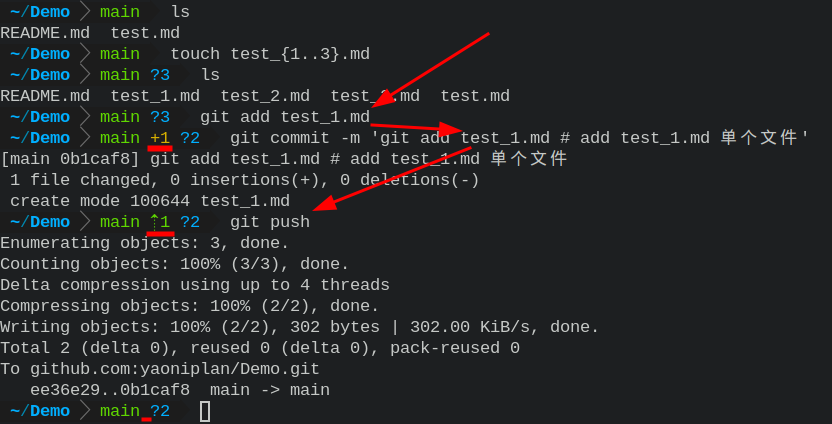 ~/Demo main ls
README.md test.md
~/Demo main touch test_{1..3}.md
~/Demo main ?3 ls
README.md test_1.md test_2.md test_3.md test.md
~/Demo main ?3 git add test_1.md
~/Demo main +1 ?2 git commit -m 'git add test_1.md # add test_1.md 单个文件'
[main 0b1caf8] git add test_1.md # add test_1.md 单个文件
1 file changed, 0 insertions(+), 0 deletions(-)
create mode 100644 test_1.md
~/Demo main ⇡1 ?2 git push
Enumerating objects: 3, done.
Counting objects: 100% (3/3), done.
Delta compression using up to 4 threads
Compressing objects: 100% (2/2), done.
Writing objects: 100% (2/2), 302 bytes | 302.00 KiB/s, done.
Total 2 (delta 0), reused 0 (delta 0), pack-reused 0
To github.com:yaoniplan/Demo.git
ee36e29..0b1caf8 main -> main
~/Demo main ?2